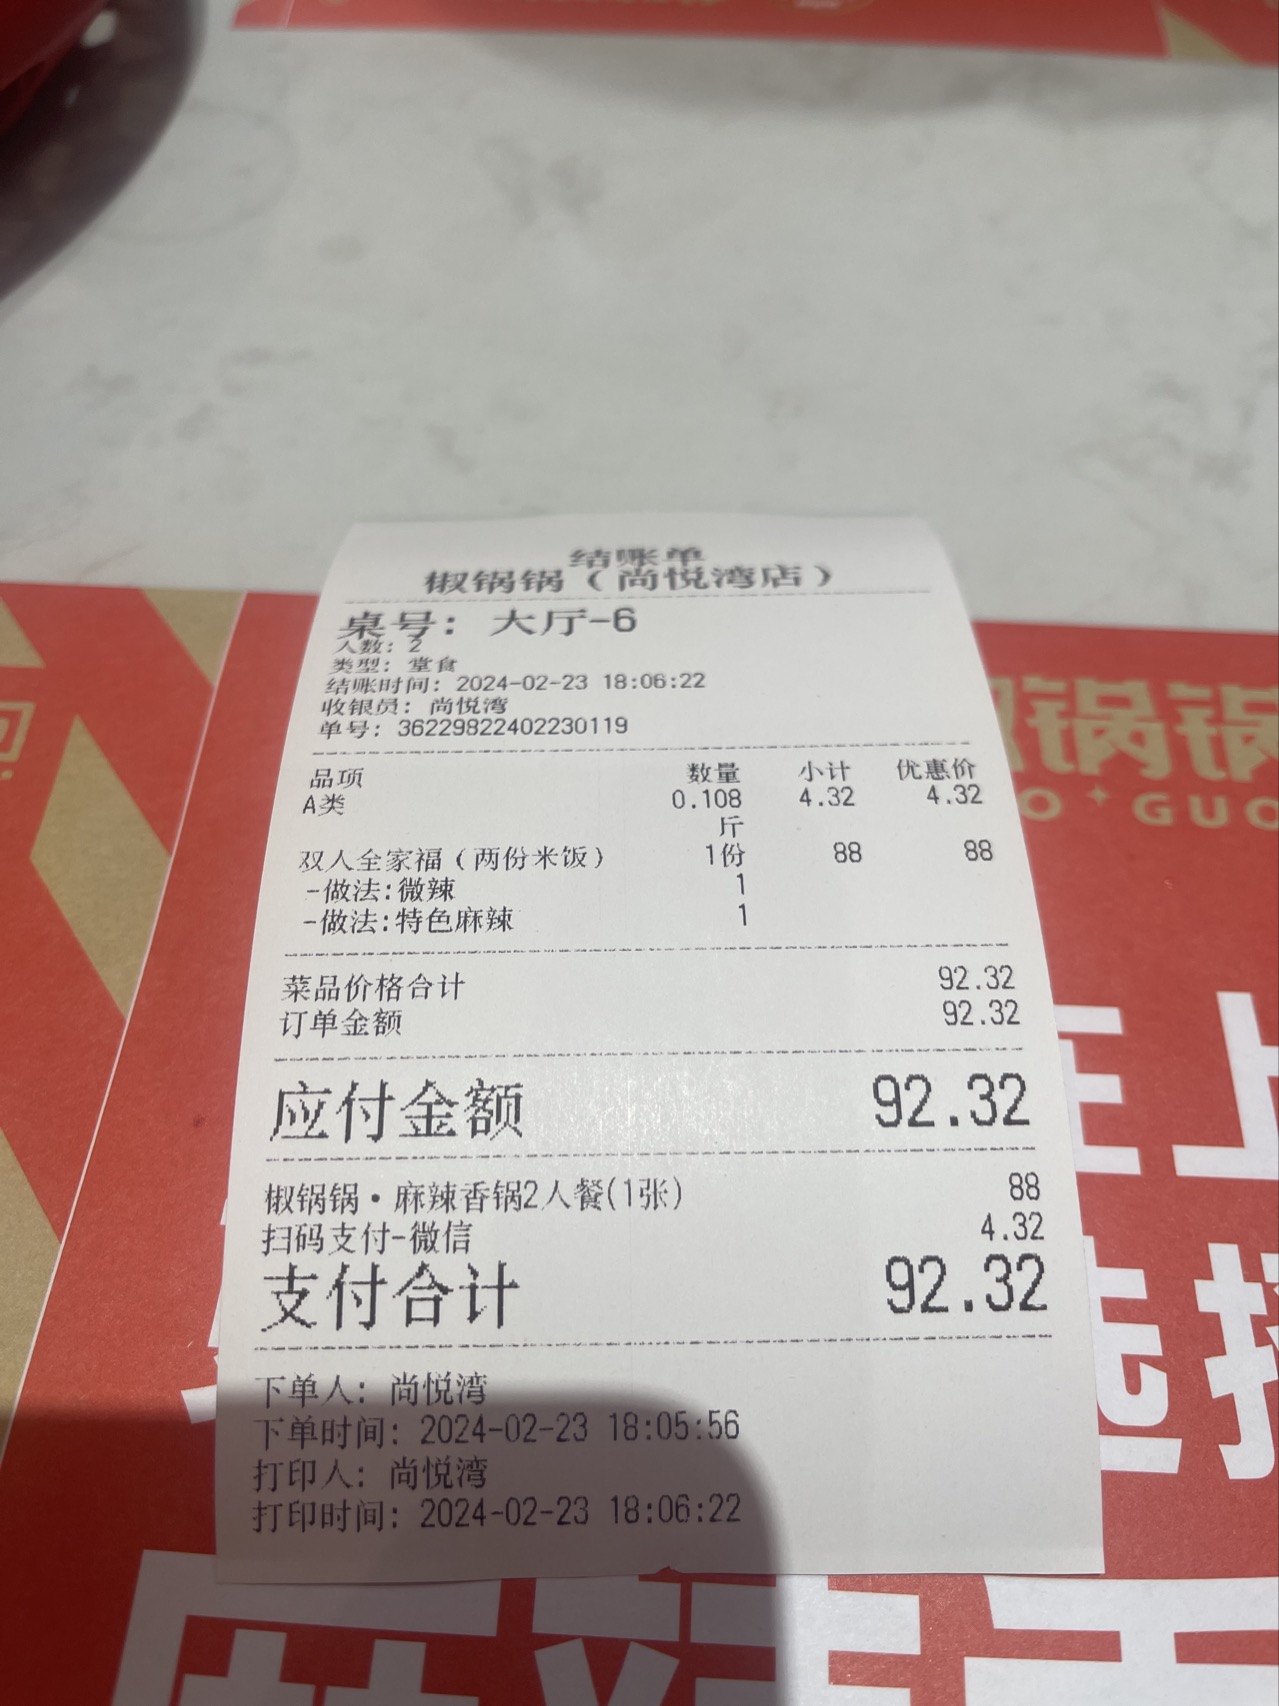 结账单
椒锅锅（尚悦湾店）
桌号：大厅-6
人数：2
类型：堂食
结账时间：2024-02-23 18:06:22
收银员：尚悦湾
单号：36229822402230119
品项 数量 小计 优惠价
A类 0.108 4.32 4.32
斤
双人全家福（两份米饭） 1份 88 88
-做法:微辣 1
-做法:特色麻辣 1
菜品价格合计 92.32
订单金额 92.32
应付金额 92.32
椒锅锅·麻辣香锅2人餐(1张) 88
扫码支付-微信 4.32
支付合计 92.32
下单人：尚悦湾
下单时间：2024-02-23 18:05:56
打印人：尚悦湾
打印时间：2024-02-23 18:06:22
锅锅
O GUO
上
选择